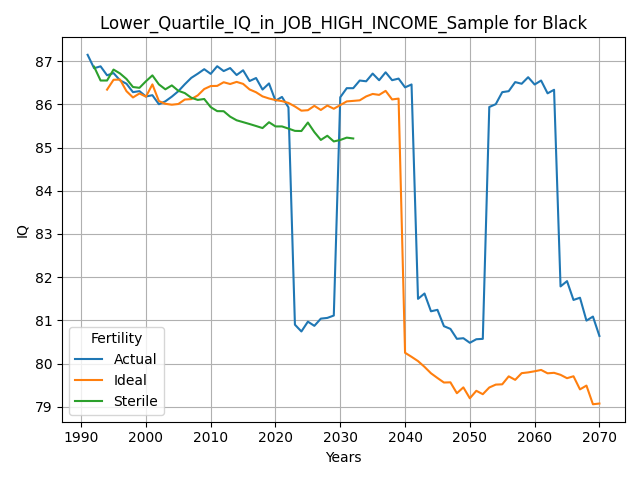 Lower_Quartile_IQ_in_JOB_HIGH_INCOME_Sample for Black
IQ
87
86
85
84
83
82
81
80
79
Fertility
Actual
Ideal
Sterile
1990 2000 2010 2020 2030 2040 2050 2060 2070
Years